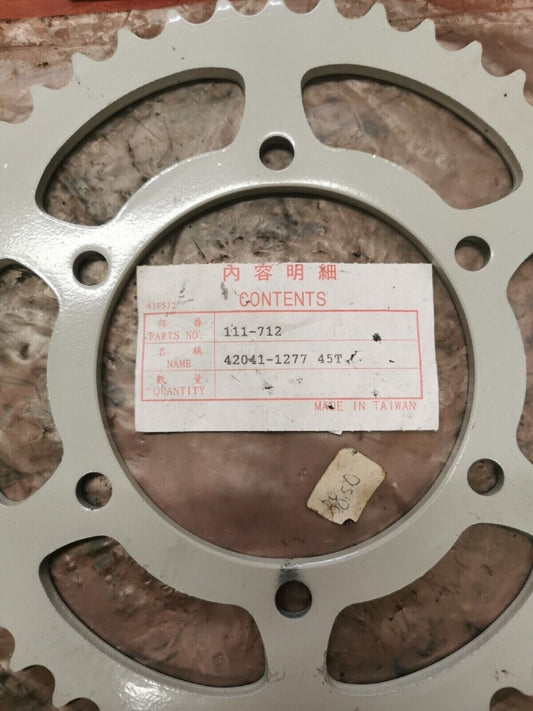 內容明細
CONTENTS
部番 111-712
PARTS NO.
名稱 42041-1277 45T
NAME
數量
QUANTITY
MADE IN TAIWAN